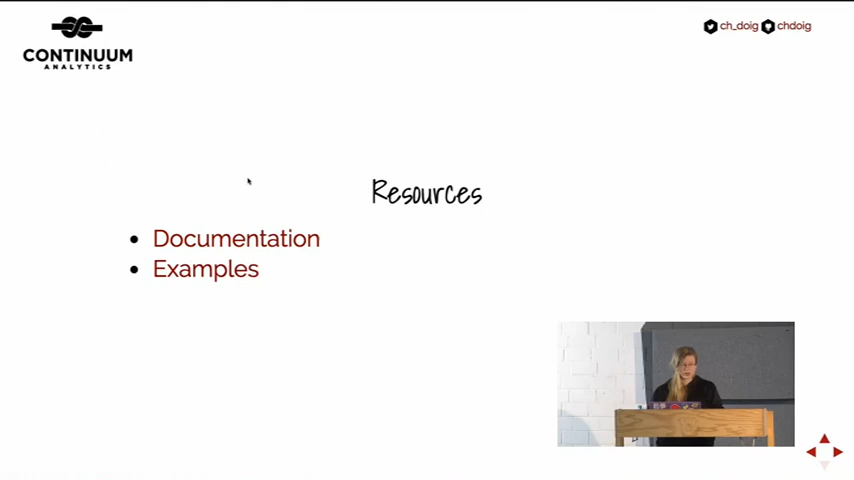 CONTINUUM
ANALYTICS
ch_doig chdoig
Resources
Documentation
Examples